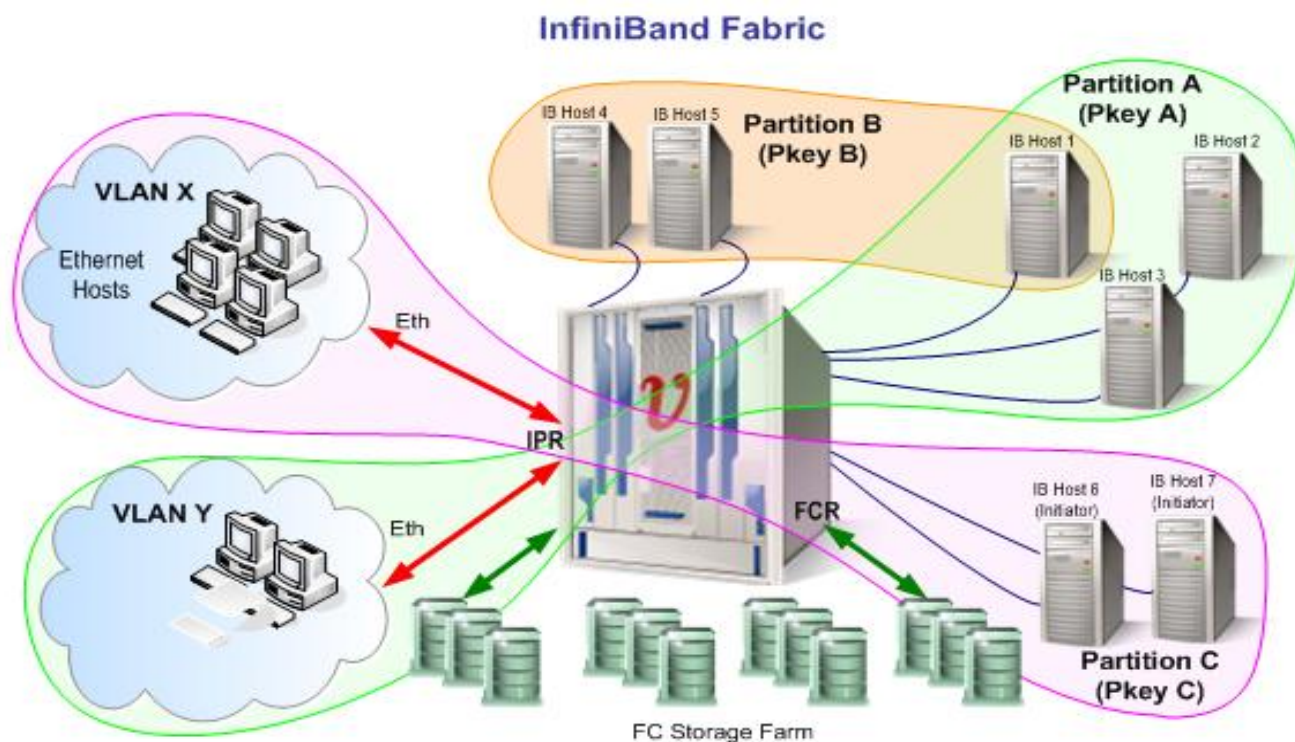 InfiniBand Fabric
IB Host 4
IB Host 5
Partition B
(Pkey B)
Partition A
(Pkey A)
IB Host 1
IB Host 2
IB Host 3
VLAN X
Ethernet
Hosts
Eth
IPR
VLAN Y
Eth
FCR
IB Host 6
(Initiator)
IB Host 7
(Initiator)
Partition C
(Pkey C)
FC Storage Farm